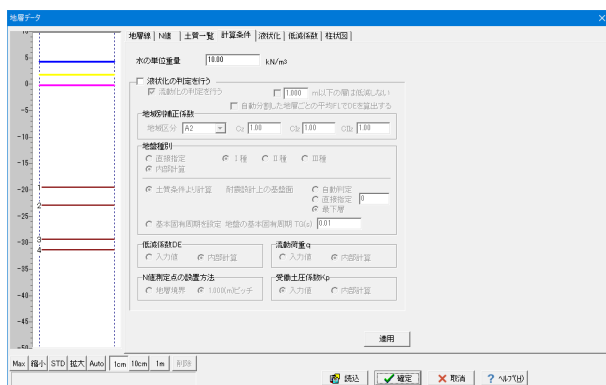 地層データ
地層線 N値 土質一覧 計算条件 液状化 低減係数 柱状図
水の単位重量 10.00 kN/m3
液状化の判定を行う
流動化の判定を行う 1.000 m以下の層は低減しない
自動分割した地層ごとの平均FLでDEを算出する
地域別補正係数
地域区分 A2 Cz 1.00 CIz 1.00 CIIz 1.00
地盤種別
直接指定 I種 II種 III種
内部計算
土質条件より計算 耐震設計上の基盤面 自動判定
直接指定 0
最下層
基本固有周期を設定 地盤の基本固有周期 TG(s) 0.01
低減係数DE 流動荷重q
入力値 内部計算 入力値 内部計算
N値測定点の設置方法 受働土圧係数Kp
地層境界 1.000(m)ピッチ 入力値 内部計算
適用
10
5
0
-5
-10
-15
-20
-25
-30
-35
-40
-45
-50
1
2
3
4
Max 縮小 STD 拡大 Auto 1cm 10cm 1m 削除
読込 確定 取消 ? ヘルプ(H)